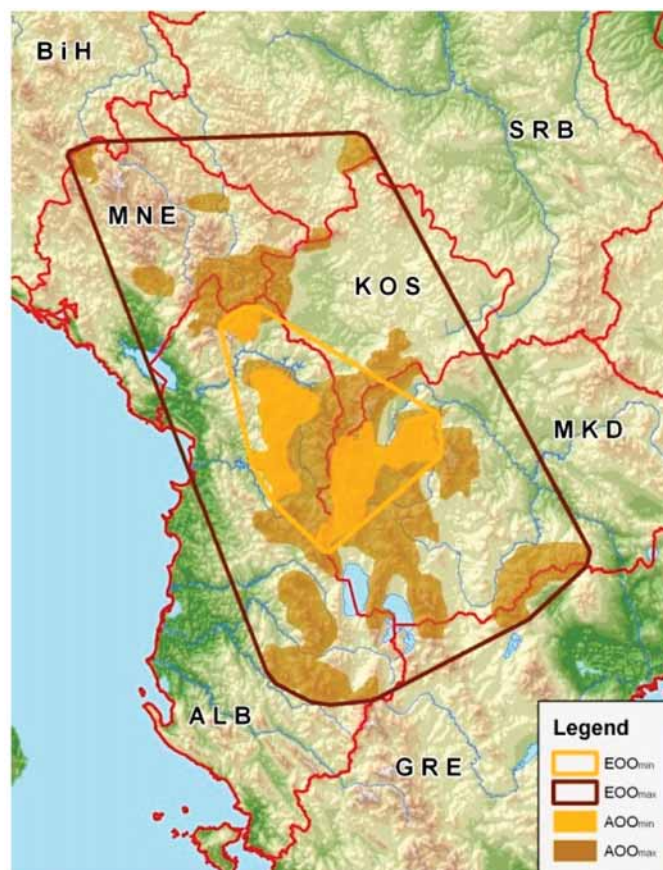 BiH
SRB
MNE
KOS
MKD
ALB
GRE
Legend
EOOmin
EOOmax
AOOmin
AOOmax